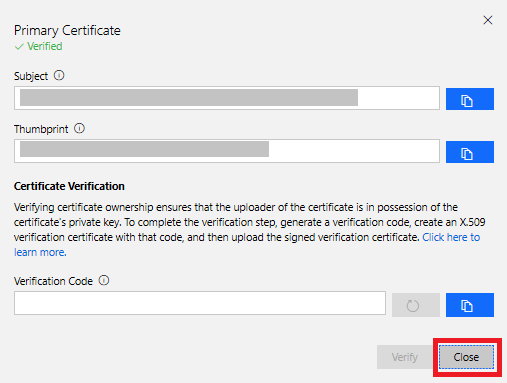 Primary Certificate
Verified
Subject
Thumbprint
Certificate Verification
Verifying certificate ownership ensures that the uploader of the certificate is in possession of the
certificate's private key. To complete the verification step, generate a verification code, create an X.509
verification certificate with that code, and then upload the signed verification certificate. Click here to
learn more.
Verification Code
Verify Close